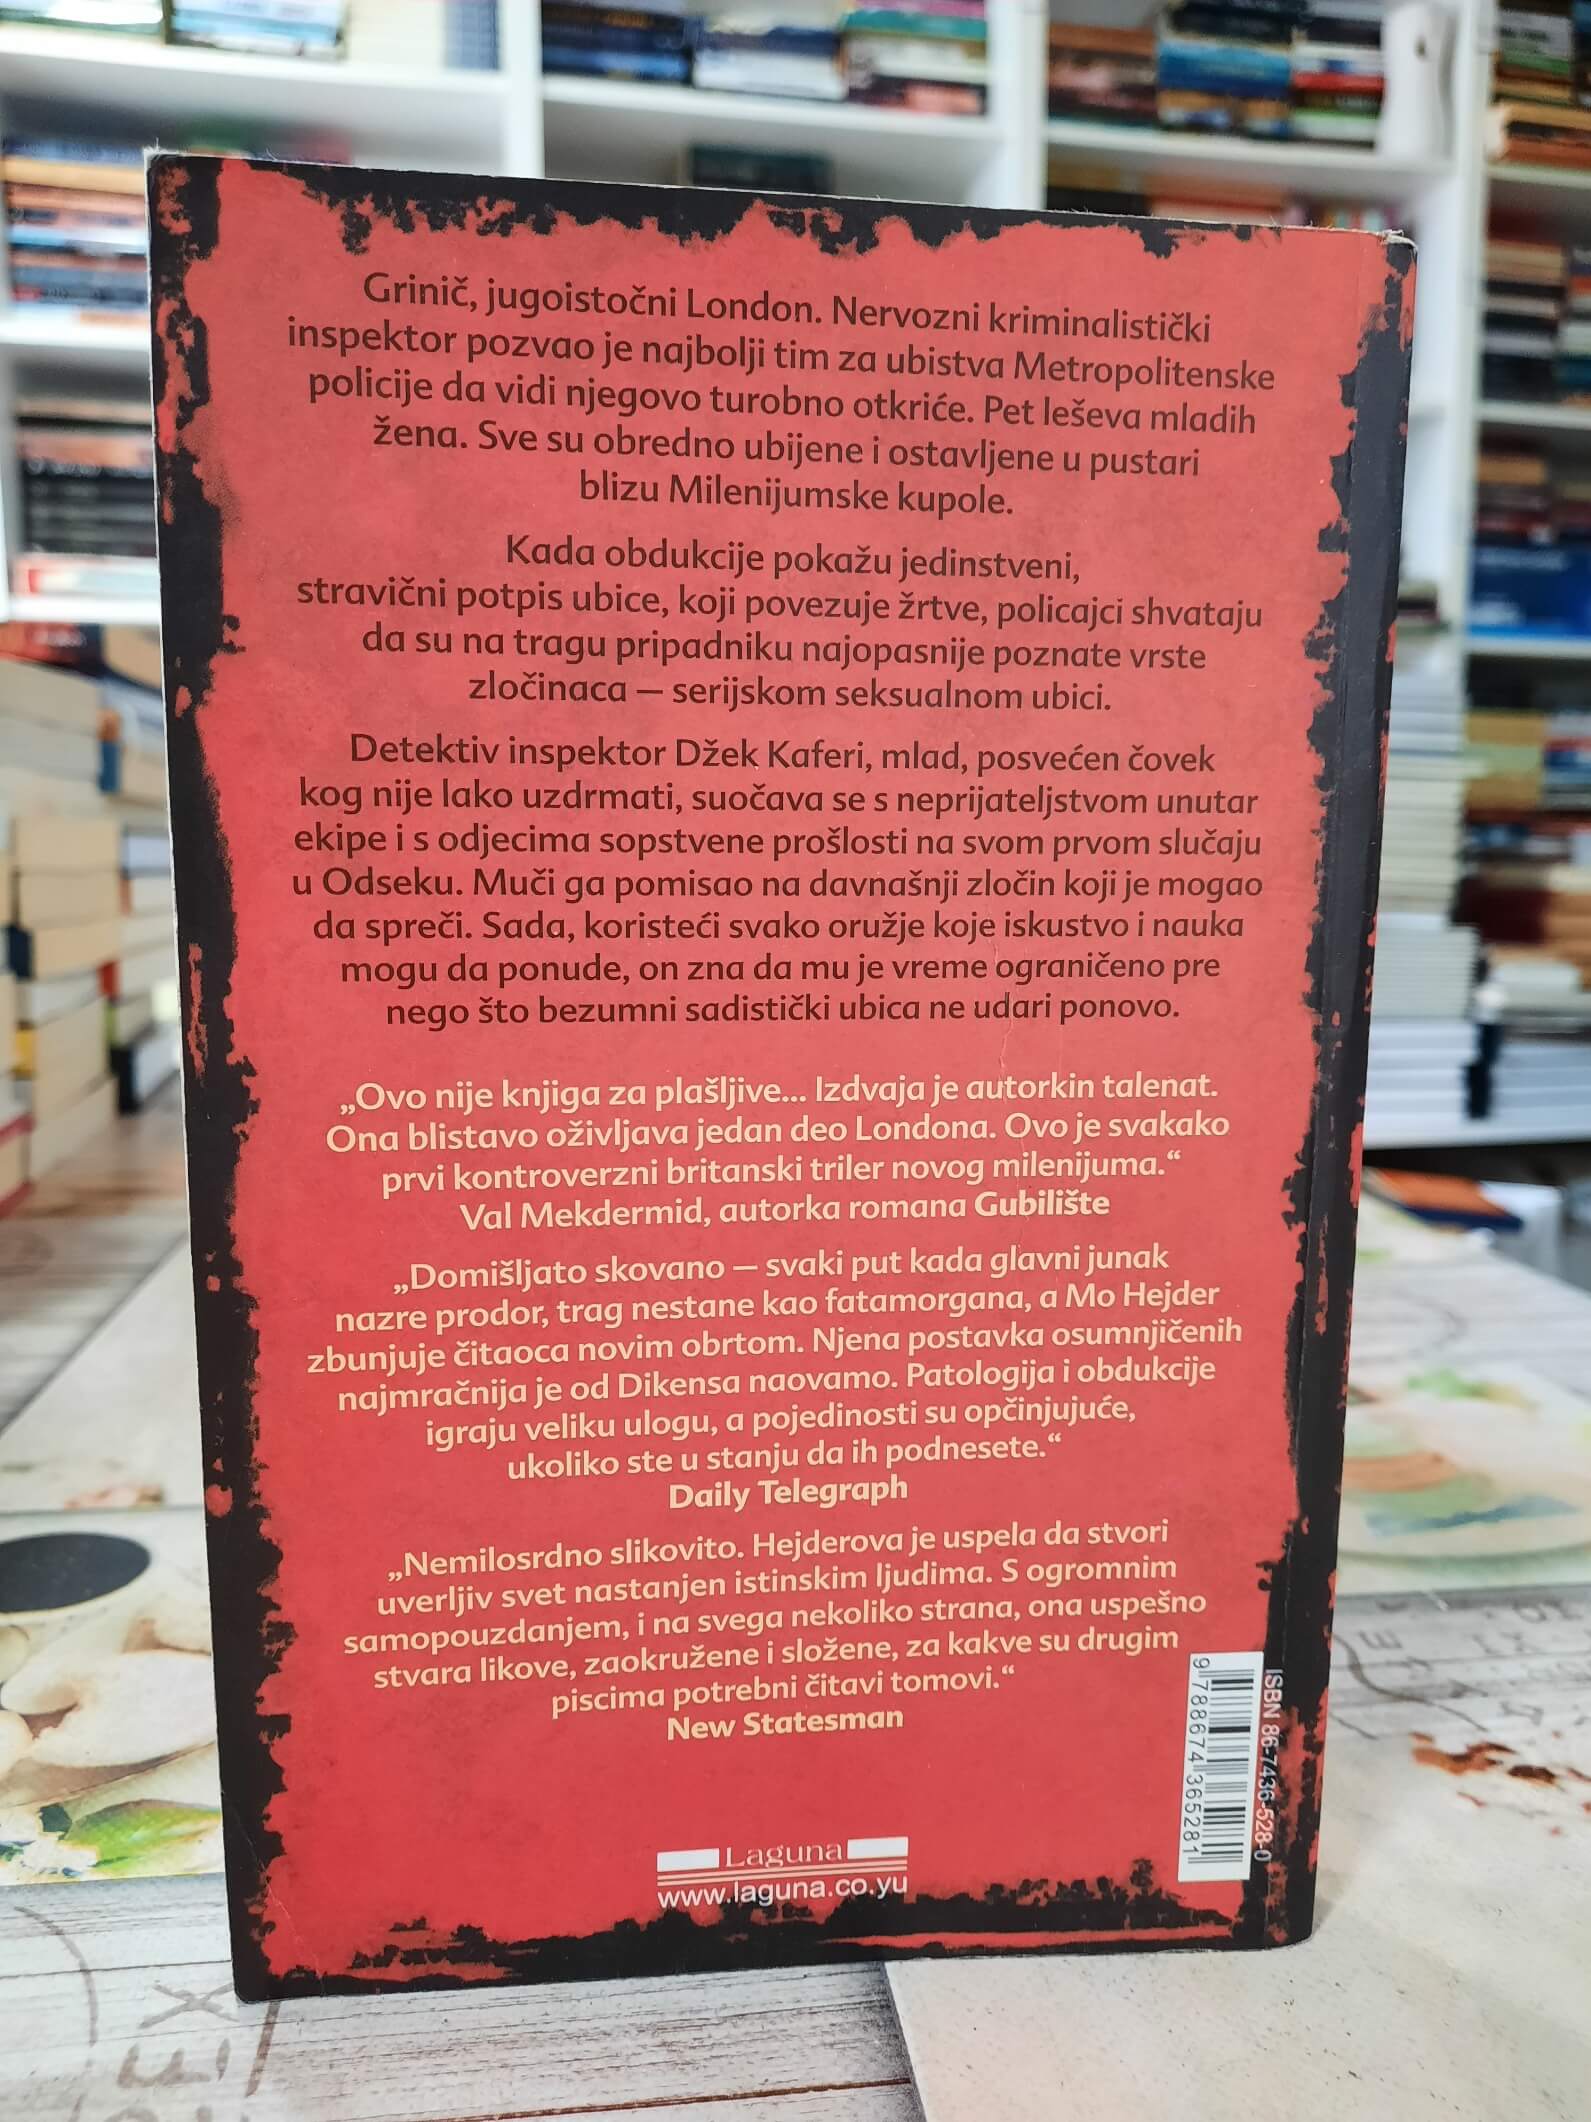 Grinič, jugoistočni London. Nervozni kriminalistički
inspektor pozvao je najbolji tim za ubistva Metropolitenske
policije da vidi njegovo turobno otkriće. Pet leševa mladih
žena. Sve su obredno ubijene i ostavljene u pustari
blizu Milenijumske kupole.
Kada obdukcije pokažu jedinstveni,
stravični potpis ubice, koji povezuje žrtve, policajci shvataju
da su na tragu pripadniku najopasnije poznate vrste
zločinaca — serijskom seksualnom ubici.
Detektiv inspektor Džek Kaferi, mlad, posvećen čovek
kog nije lako uzdrmati, suočava se s neprijateljstvom unutar
ekipe i s odjecima sopstvene prošlosti na svom prvom slučaju
u Odseku. Muči ga pomisao na davnašnji zločin koji je mogao
da spreči. Sada, koristeći svako oružje koje iskustvo i nauka
mogu da ponude, on zna da mu je vreme ograničeno pre
nego što bezumni sadistički ubica ne udari ponovo.
„Ovo nije knjiga za plašljive... Izdvaja je autorkin talenat.
Ona blistavo oživljava jedan deo Londona. Ovo je svakako
prvi kontroverzni britanski triler novog milenijuma.“
Val Mekdermid, autorka romana Gubilište
„Domišljato skovano — svaki put kada glavni junak
nazre prodor, trag nestane kao fatamorgana, a Mo Hejder
zbunjuje čitaoca novim obrtom. Njena postavka osumnjičenih
najmračnija je od Dikensa naovamo. Patologija i obdukcije
igraju veliku ulogu, a pojedinosti su opčinjujuće,
ukoliko ste u stanju da ih podnesete.“
Daily Telegraph
„Nemilosrdno slikovito. Hejderova je uspela da stvori
uverljiv svet nastanjen istinskim ljudima. S ogromnim
samopouzdanjem, i na svega nekoliko strana, ona uspešno
stvara likove, zaokružene i složene, za kakve su drugim
piscima potrebni čitavi tomovi.“
New Statesman
ISBN 86-7436-528-0
9 788674 365281
Laguna
www.laguna.co.yu